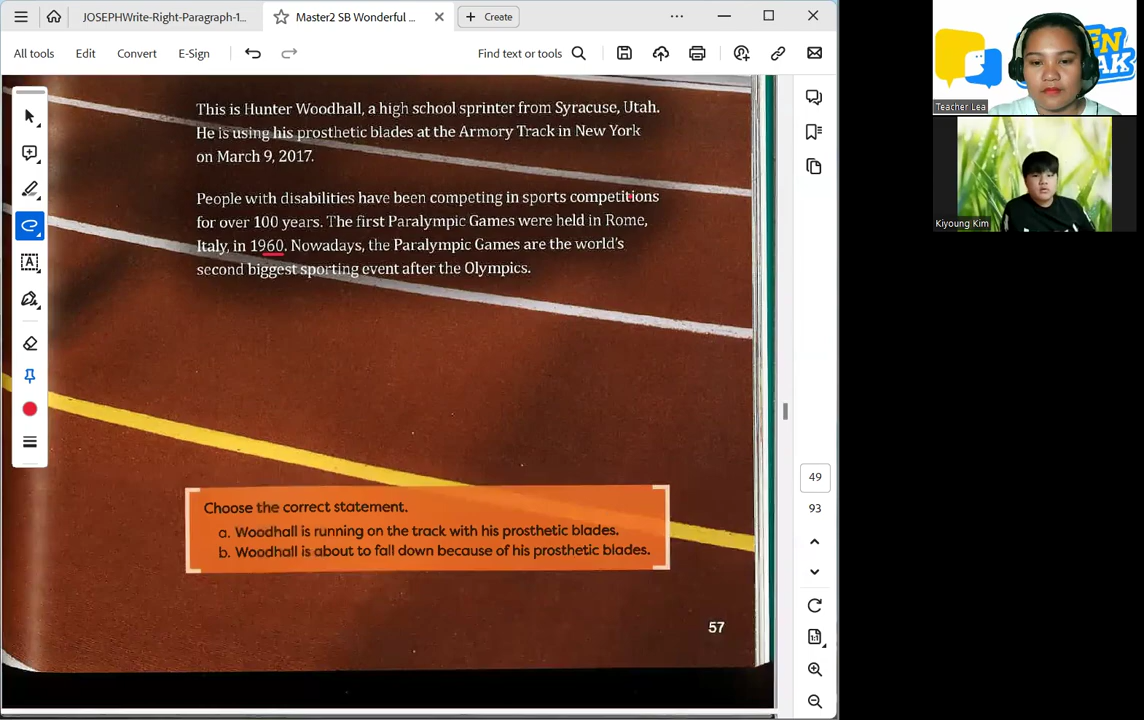 JOSEPHWrite-Right-Paragraph-1...
Master2 SB Wonderful ...
Create
All tools
Edit
Convert
E-Sign
Find text or tools
This is Hunter Woodhall, a high school sprinter from Syracuse, Utah.
He is using his prosthetic blades at the Armory Track in New York
on March 9, 2017.
People with disabilities have been competing in sports competitions
for over 100 years. The first Paralympic Games were held in Rome,
Italy, in 1960. Nowadays, the Paralympic Games are the world's
second biggest sporting event after the Olympics.
Choose the correct statement.
a. Woodhall is running on the track with his prosthetic blades.
b. Woodhall is about to fall down because of his prosthetic blades.
57
49
93
1:1
Teacher Lea
Kiyoung Kim